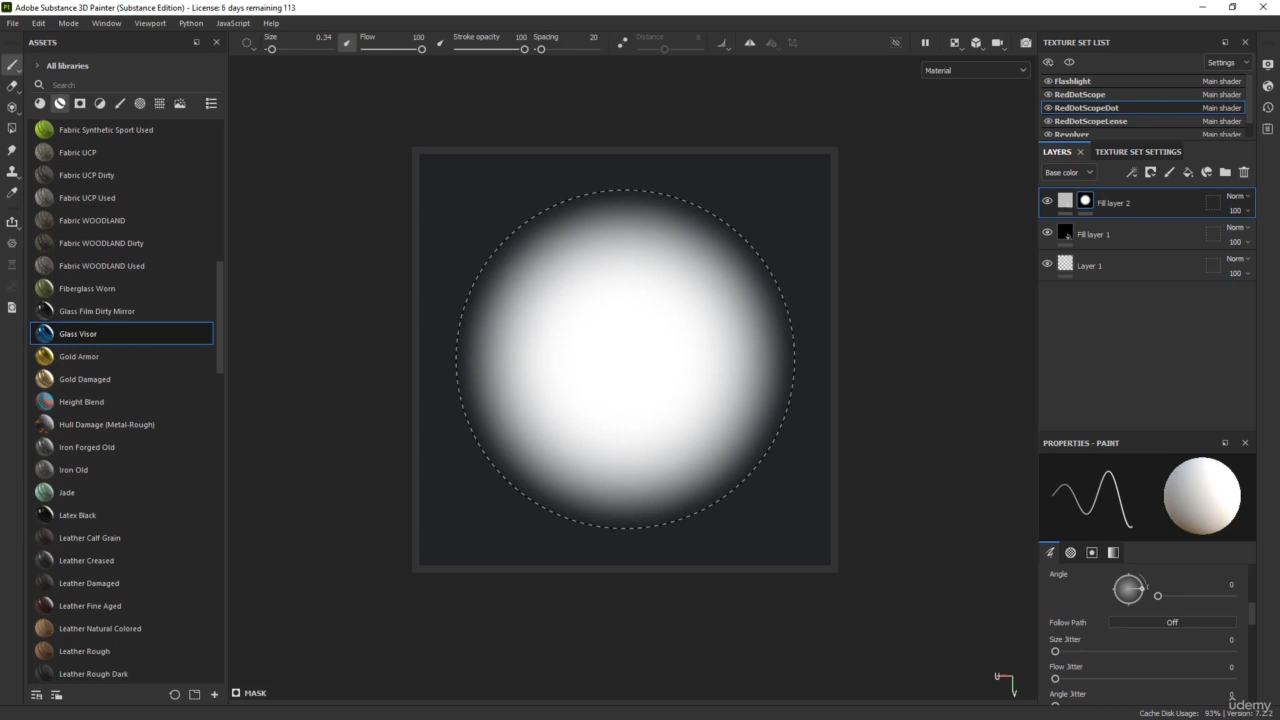 Adobe Substance 3D Painter (Substance Edition) - License: 6 days remaining 113
File Edit Mode Window Viewport Python JavaScript Help
ASSETS
Size 0.34 Flow 100 Stroke opacity 100 Spacing 20 Distance 8
TEXTURE SET LIST
All libraries
Settings
Search
Material
Flashlight Main shader
RedDotScope Main shader
RedDotScopeDot Main shader
RedDotScopeLense Main shader
Revolver Main shader
LAYERS TEXTURE SET SETTINGS
Base color
Fill layer 2 Norm 100
Fill layer 1 Norm 100
Layer 1 Norm 100
Fabric Synthetic Sport Used
Fabric UCP
Fabric UCP Dirty
Fabric UCP Used
Fabric WOODLAND
Fabric WOODLAND Dirty
Fabric WOODLAND Used
Fiberglass Worn
Glass Film Dirty Mirror
Glass Visor
Gold Armor
Gold Damaged
Height Blend
Hull Damage (Metal-Rough)
Iron Forged Old
Iron Old
Jade
Latex Black
Leather Calf Grain
Leather Creased
Leather Damaged
Leather Fine Aged
Leather Natural Colored
Leather Rough
Leather Rough Dark
PROPERTIES - PAINT
Angle 0
Follow Path Off
Size Jitter 0
Flow Jitter 0
Angle Jitter 0
MASK
U
V
udemy
Cache Disk Usage: 93% | Version: 7.2.2